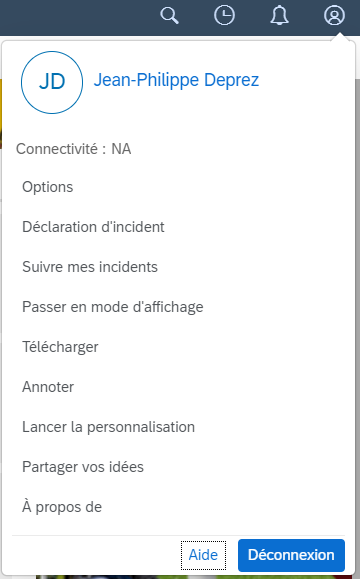 JD
Jean-Philippe Deprez
Connectivité : NA
Options
Déclaration d'incident
Suivre mes incidents
Passer en mode d'affichage
Télécharger
Annoter
Lancer la personnalisation
Partager vos idées
À propos de
Aide Déconnexion